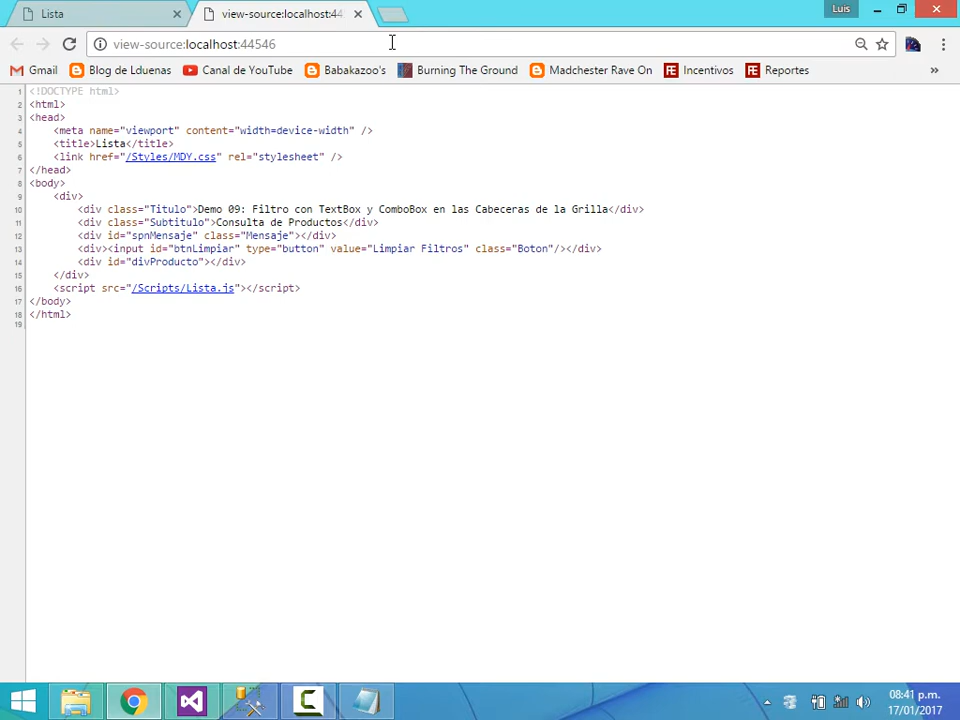 Lista
view-source:localhost:44
Luis
view-source:localhost:44546
Gmail
Blog de Lduenas
Canal de YouTube
Babakazoo's
Burning The Ground
Madchester Rave On
Incentivos
Reportes
»
1 <!DOCTYPE html>
2 <html>
3 <head>
4 <meta name="viewport" content="width=device-width" />
5 <title>Lista</title>
6 <link href="/Styles/MDY.css" rel="stylesheet" />
7 </head>
8 <body>
9 <div>
10 <div class="Titulo">Demo 09: Filtro con TextBox y ComboBox en las Cabeceras de la Grilla</div>
11 <div class="Subtitulo">Consulta de Productos</div>
12 <div id="spnMensaje" class="Mensaje"></div>
13 <div><input id="btnLimpiar" type="button" value="Limpiar Filtros" class="Boton"/></div>
14 <div id="divProducto"></div>
15 </div>
16 <script src="/Scripts/Lista.js"></script>
17 </body>
18 </html>
19
08:41 p.m.
17/01/2017